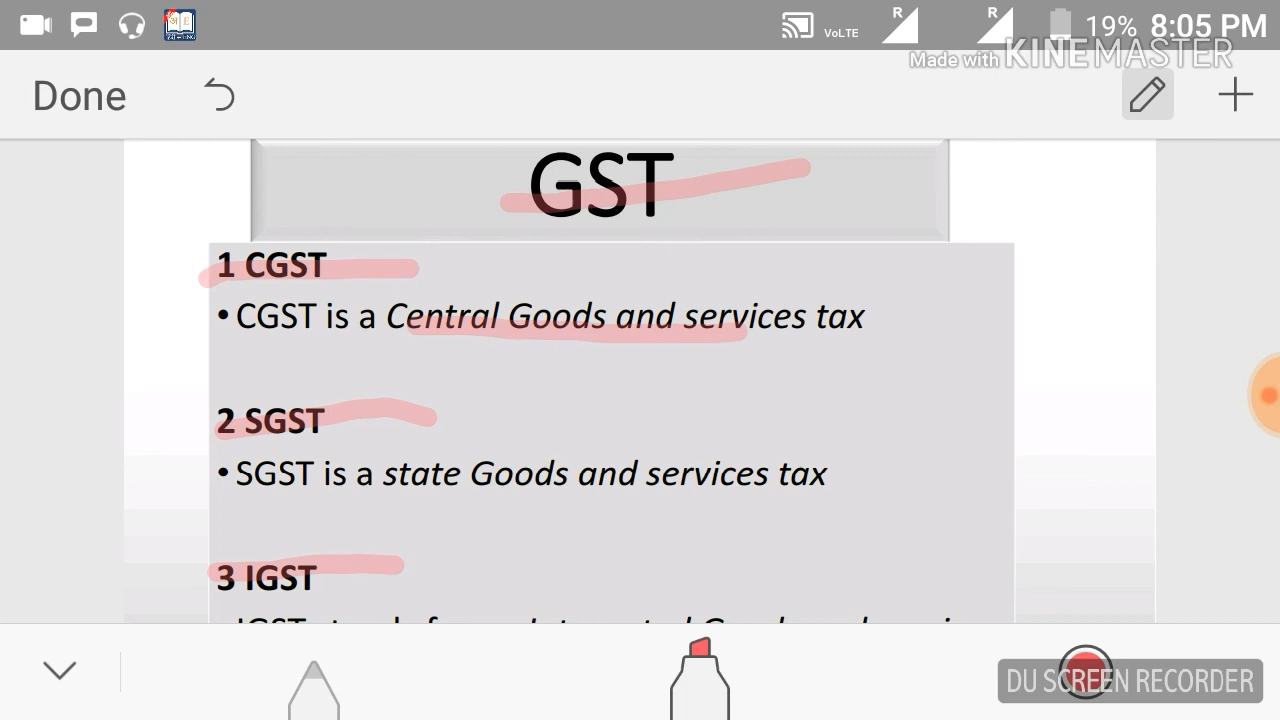 VoLTE R R 19% 8:05 PM
Made with KINEMASTER
Done
GST
1 CGST
• CGST is a Central Goods and services tax
2 SGST
• SGST is a state Goods and services tax
3 IGST
DU SCREEN RECORDER